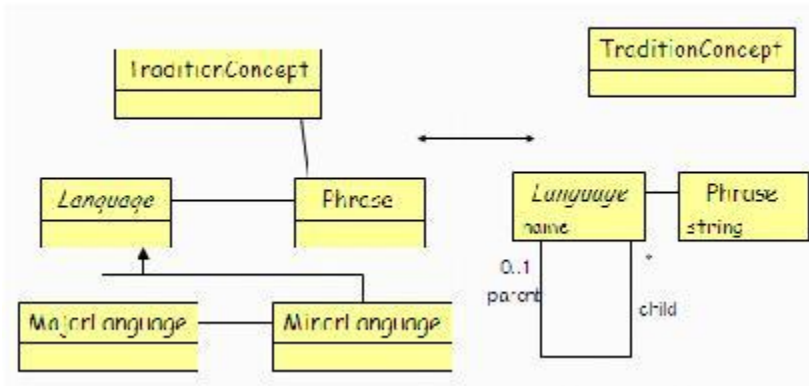 TraditionConcept
Language
Phrase
MajorLanguage
MinorLanguage
TraditionConcept
Language
name
Phrase
string
0..1
parent
*
child